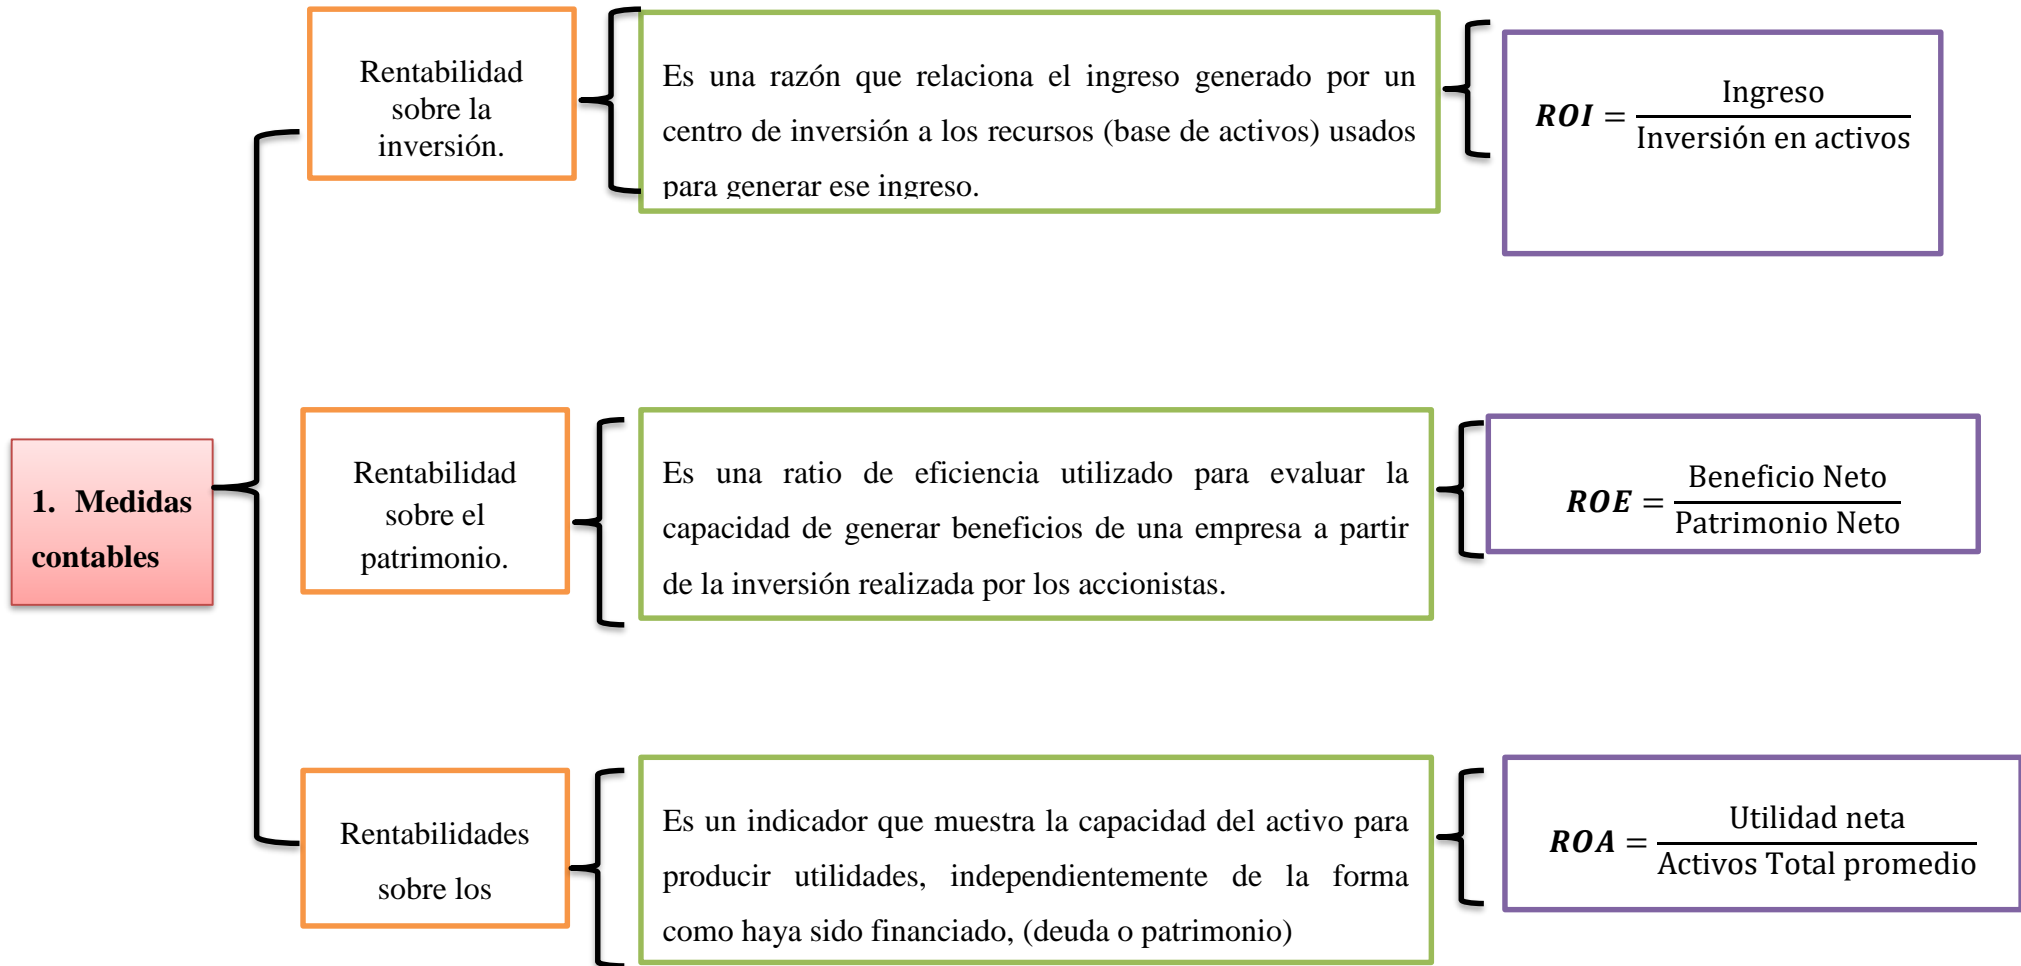 1. Medidas
contables
Rentabilidad
sobre la
inversión.
Es una razón que relaciona el ingreso generado por un
centro de inversión a los recursos (base de activos) usados
para generar ese ingreso.
ROI = Ingreso / Inversión en activos
Rentabilidad
sobre el
patrimonio.
Es una ratio de eficiencia utilizado para evaluar la
capacidad de generar beneficios de una empresa a partir
de la inversión realizada por los accionistas.
ROE = Beneficio Neto / Patrimonio Neto
Rentabilidades
sobre los
Es un indicador que muestra la capacidad del activo para
producir utilidades, independientemente de la forma
como haya sido financiado, (deuda o patrimonio)
ROA = Utilidad neta / Activos Total promedio